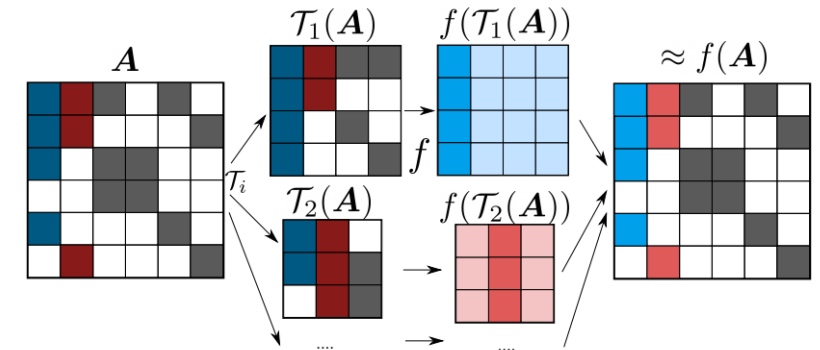 A
𝒯₁(A)
f(𝒯₁(A))
≈ f(A)
𝒯ᵢ
f
𝒯₂(A)
f(𝒯₂(A))
....
....